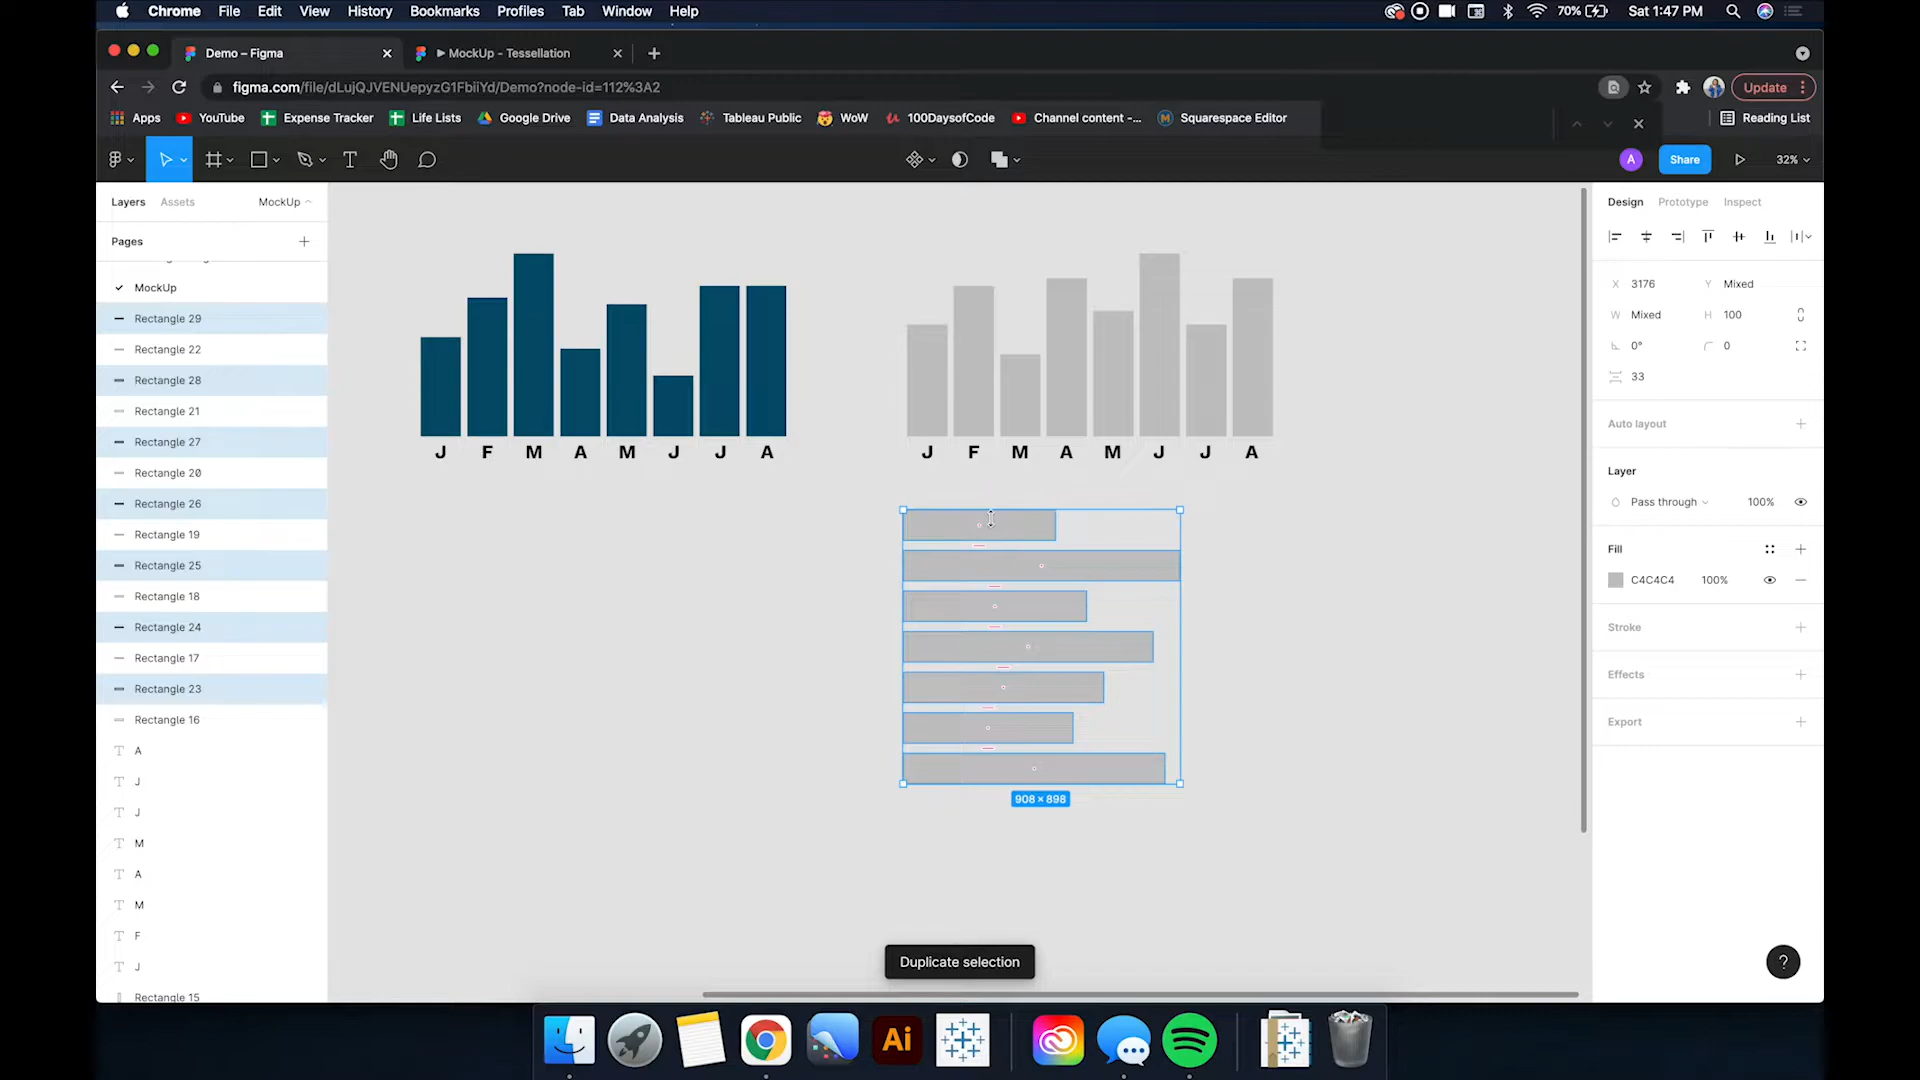 Chrome File Edit View History Bookmarks Profiles Tab Window Help
70% Sat 1:47 PM
Demo – Figma
MockUp - Tessellation
figma.com/file/dLujQJVENUepyzG1FbiiYd/Demo?node-id=112%3A2
Update
Apps YouTube Expense Tracker Life Lists Google Drive Data Analysis Tableau Public WoW 100DaysofCode Channel content -... Squarespace Editor
Reading List
T
A
Share
32%
Layers Assets MockUp
Pages
MockUp
Rectangle 29
Rectangle 22
Rectangle 28
Rectangle 21
Rectangle 27
Rectangle 20
Rectangle 26
Rectangle 19
Rectangle 25
Rectangle 18
Rectangle 24
Rectangle 17
Rectangle 23
Rectangle 16
T A
T J
T J
T M
T A
T M
T F
T J
Rectangle 15
J F M A M J J A
J F M A M J J A
908 × 898
Duplicate selection
Design Prototype Inspect
X 3176 Y Mixed
W Mixed H 100
0° 0
33
Auto layout
Layer
Pass through 100%
Fill
C4C4C4 100%
Stroke
Effects
Export
?
Ai